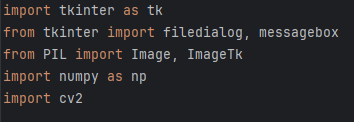 import tkinter as tk
from tkinter import filedialog, messagebox
from PIL import Image, ImageTk
import numpy as np
import cv2